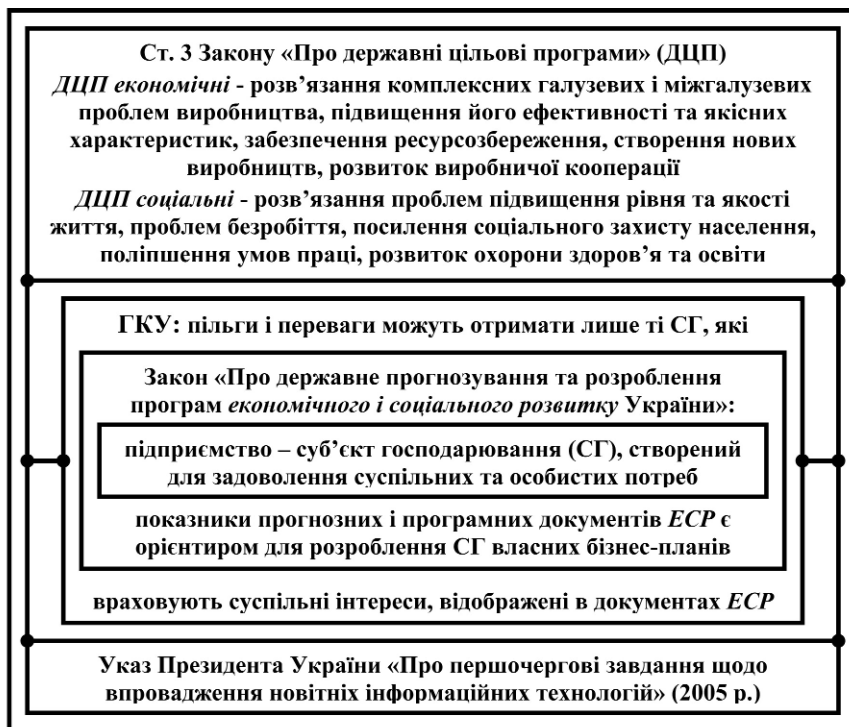 Ст. 3 Закону «Про державні цільові програми» (ДЦП)
ДЦП економічні - розв’язання комплексних галузевих і міжгалузевих
проблем виробництва, підвищення його ефективності та якісних
характеристик, забезпечення ресурсозбереження, створення нових
виробництв, розвиток виробничої кооперації
ДЦП соціальні - розв’язання проблем підвищення рівня та якості
життя, проблем безробіття, посилення соціального захисту населення,
поліпшення умов праці, розвиток охорони здоров’я та освіти
ГКУ: пільги і переваги можуть отримати лише ті СГ, які
Закон «Про державне прогнозування та розроблення
програм економічного і соціального розвитку України»:
підприємство – суб’єкт господарювання (СГ), створений
для задоволення суспільних та особистих потреб
показники прогнозних і програмних документів ЕСР є
орієнтиром для розроблення СГ власних бізнес-планів
враховують суспільні інтереси, відображені в документах ЕСР
Указ Президента України «Про першочергові завдання щодо
впровадження новітніх інформаційних технологій» (2005 р.)